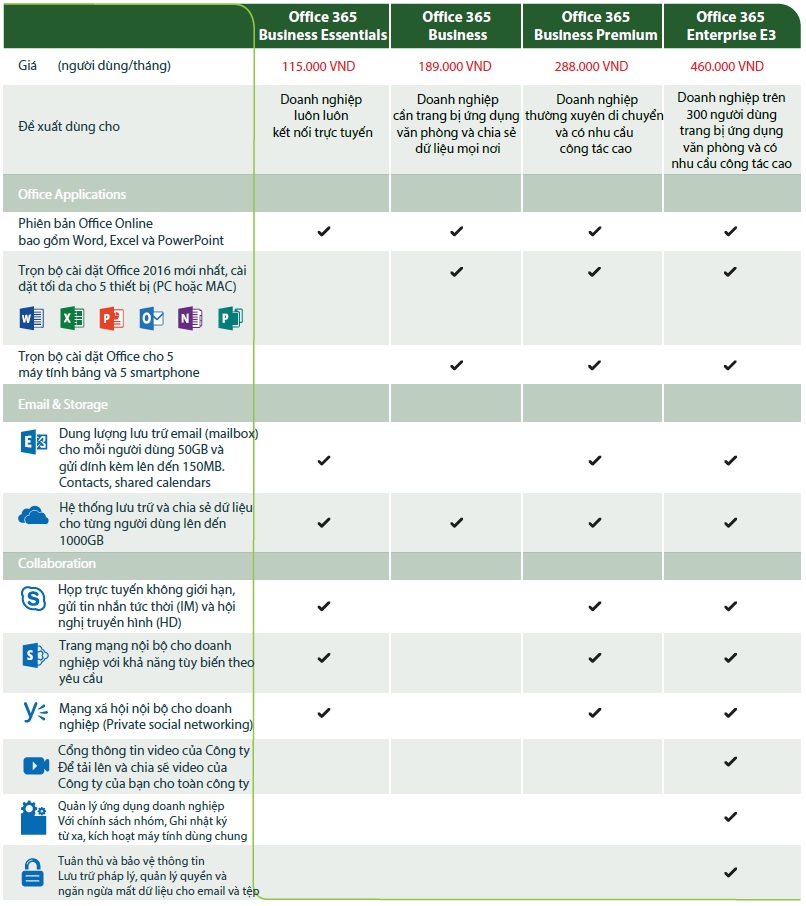 Office 365
Business Essentials
Office 365
Business
Office 365
Business Premium
Office 365
Enterprise E3
Giá (người dùng/tháng)
115.000 VND
189.000 VND
288.000 VND
460.000 VND
Đề xuất dùng cho
Doanh nghiệp
luôn luôn
kết nối trực tuyến
Doanh nghiệp
cần trang bị ứng dụng
văn phòng và chia sẻ
dữ liệu mọi nơi
Doanh nghiệp
thường xuyên di chuyển
và có nhu cầu
công tác cao
Doanh nghiệp trên
300 người dùng
trang bị ứng dụng
văn phòng và có
nhu cầu công tác cao
Office Applications
Phiên bản Office Online
bao gồm Word, Excel và PowerPoint
Trọn bộ cài dặt Office 2016 mới nhất, cài
dặt tối da cho 5 thiết bị (PC hoặc MAC)
W X P O N P
Trọn bộ cài dặt Office cho 5
máy tính bảng và 5 smartphone
Email & Storage
E
Dung lượng lưu trữ email (mailbox)
cho mỗi người dùng 50GB và
gửi dính kèm lên dến 150MB.
Contacts, shared calendars
Hệ thống lưu trữ và chia sẻ dữ liệu
cho từng người dùng lên dến
1000GB
Collaboration
S
Họp trực tuyến không giới hạn,
gửi tin nhắn tức thời (IM) và hội
nghị truyền hình (HD)
S
Trang mạng nội bộ cho doanh
nghiệp với khả năng tùy biến theo
yêu cầu
Mạng xã hội nội bộ cho doanh
nghiệp (Private social networking)
Cổng thông tin video của Công ty
Để tải lên và chia sẽ video của
Công ty của bạn cho toàn công ty
Quản lý ứng dụng doanh nghiệp
Với chính sách nhóm, Ghi nhật ký
từ xa, kích hoạt máy tính dùng chung
Tuân thủ và bảo vệ thông tin
Lưu trữ pháp lý, quản lý quyền và
ngăn ngừa mất dữ liệu cho email và tệp